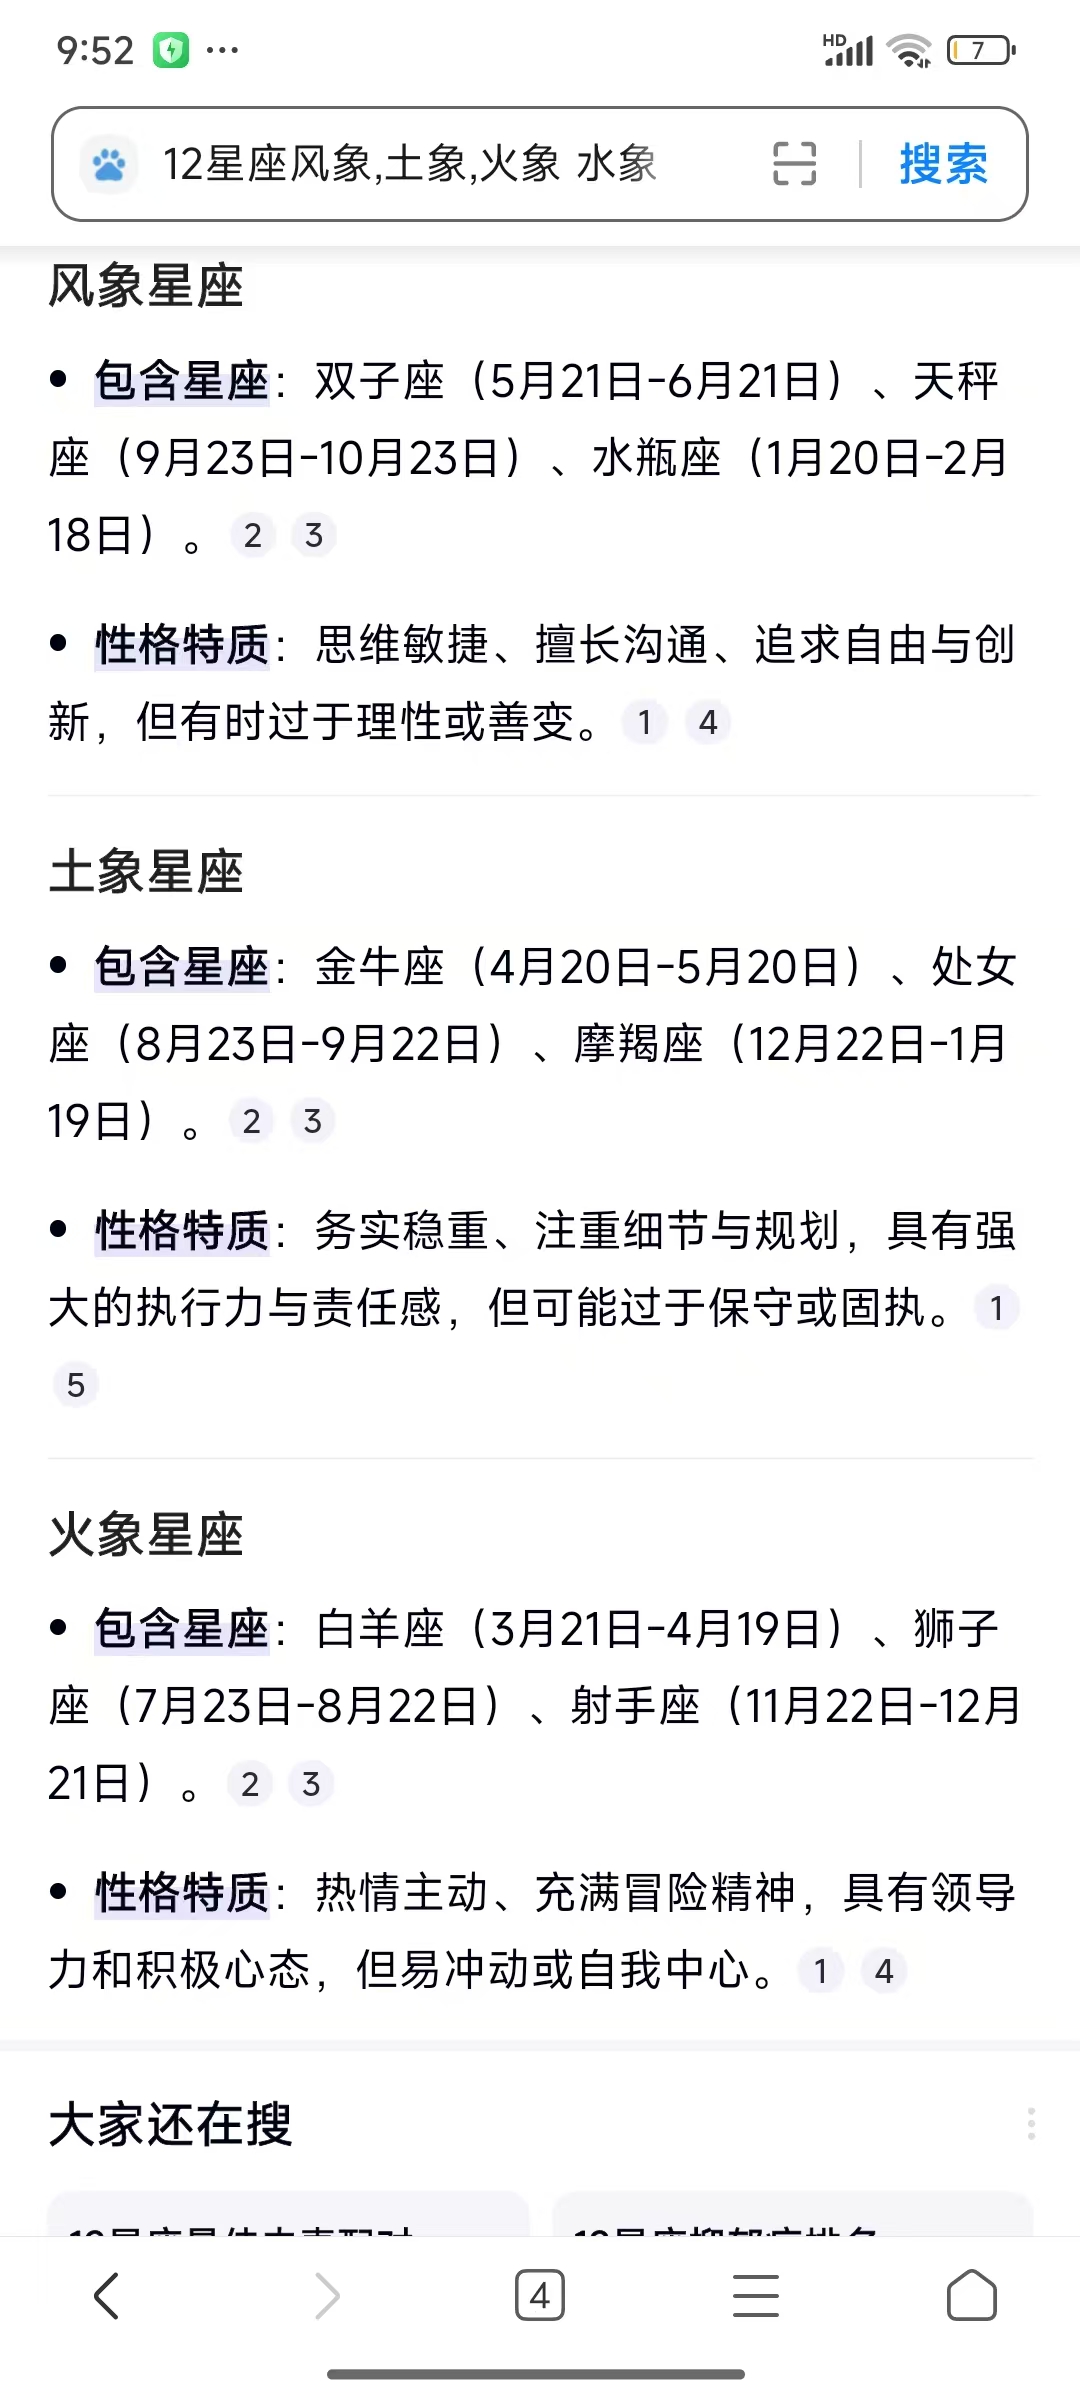 9:52 ... HD 7
12星座风象,土象,火象 水象 搜索
风象星座
• 包含星座：双子座（5月21日-6月21日）、天秤
座（9月23日-10月23日）、水瓶座（1月20日-2月
18日）。 2 3
• 性格特质：思维敏捷、擅长沟通、追求自由与创
新，但有时过于理性或善变。 1 4
土象星座
• 包含星座：金牛座（4月20日-5月20日）、处女
座（8月23日-9月22日）、摩羯座（12月22日-1月
19日）。 2 3
• 性格特质：务实稳重、注重细节与规划，具有强
大的执行力与责任感，但可能过于保守或固执。 1
5
火象星座
• 包含星座：白羊座（3月21日-4月19日）、狮子
座（7月23日-8月22日）、射手座（11月22日-12月
21日）。 2 3
• 性格特质：热情主动、充满冒险精神，具有领导
力和积极心态，但易冲动或自我中心。 1 4
大家还在搜
4